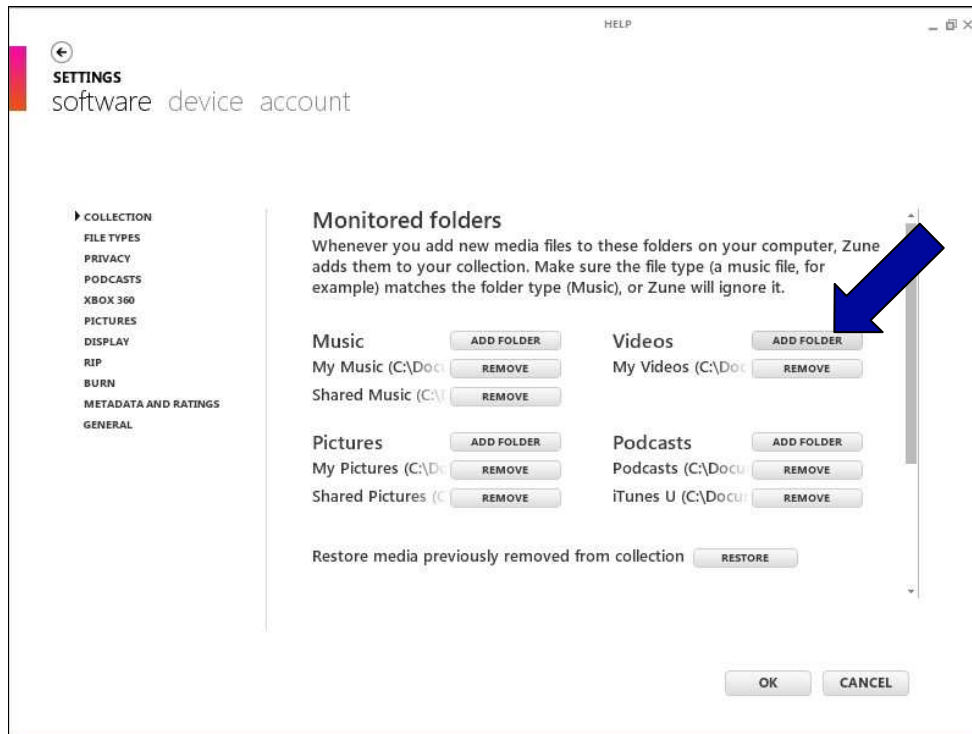 HELP
SETTINGS
software device account
COLLECTION
FILE TYPES
PRIVACY
PODCASTS
XBOX 360
PICTURES
DISPLAY
RIP
BURN
METADATA AND RATINGS
GENERAL
Monitored folders
Whenever you add new media files to these folders on your computer, Zune
adds them to your collection. Make sure the file type (a music file, for
example) matches the folder type (Music), or Zune will ignore it.
Music ADD FOLDER
My Music (C:\Doc REMOVE
Shared Music (C:\ REMOVE
Videos ADD FOLDER
My Videos (C:\Doc REMOVE
Pictures ADD FOLDER
My Pictures (C:\D REMOVE
Shared Pictures (C REMOVE
Podcasts ADD FOLDER
Podcasts (C:\Docu REMOVE
iTunes U (C:\Docu REMOVE
Restore media previously removed from collection RESTORE
OK CANCEL